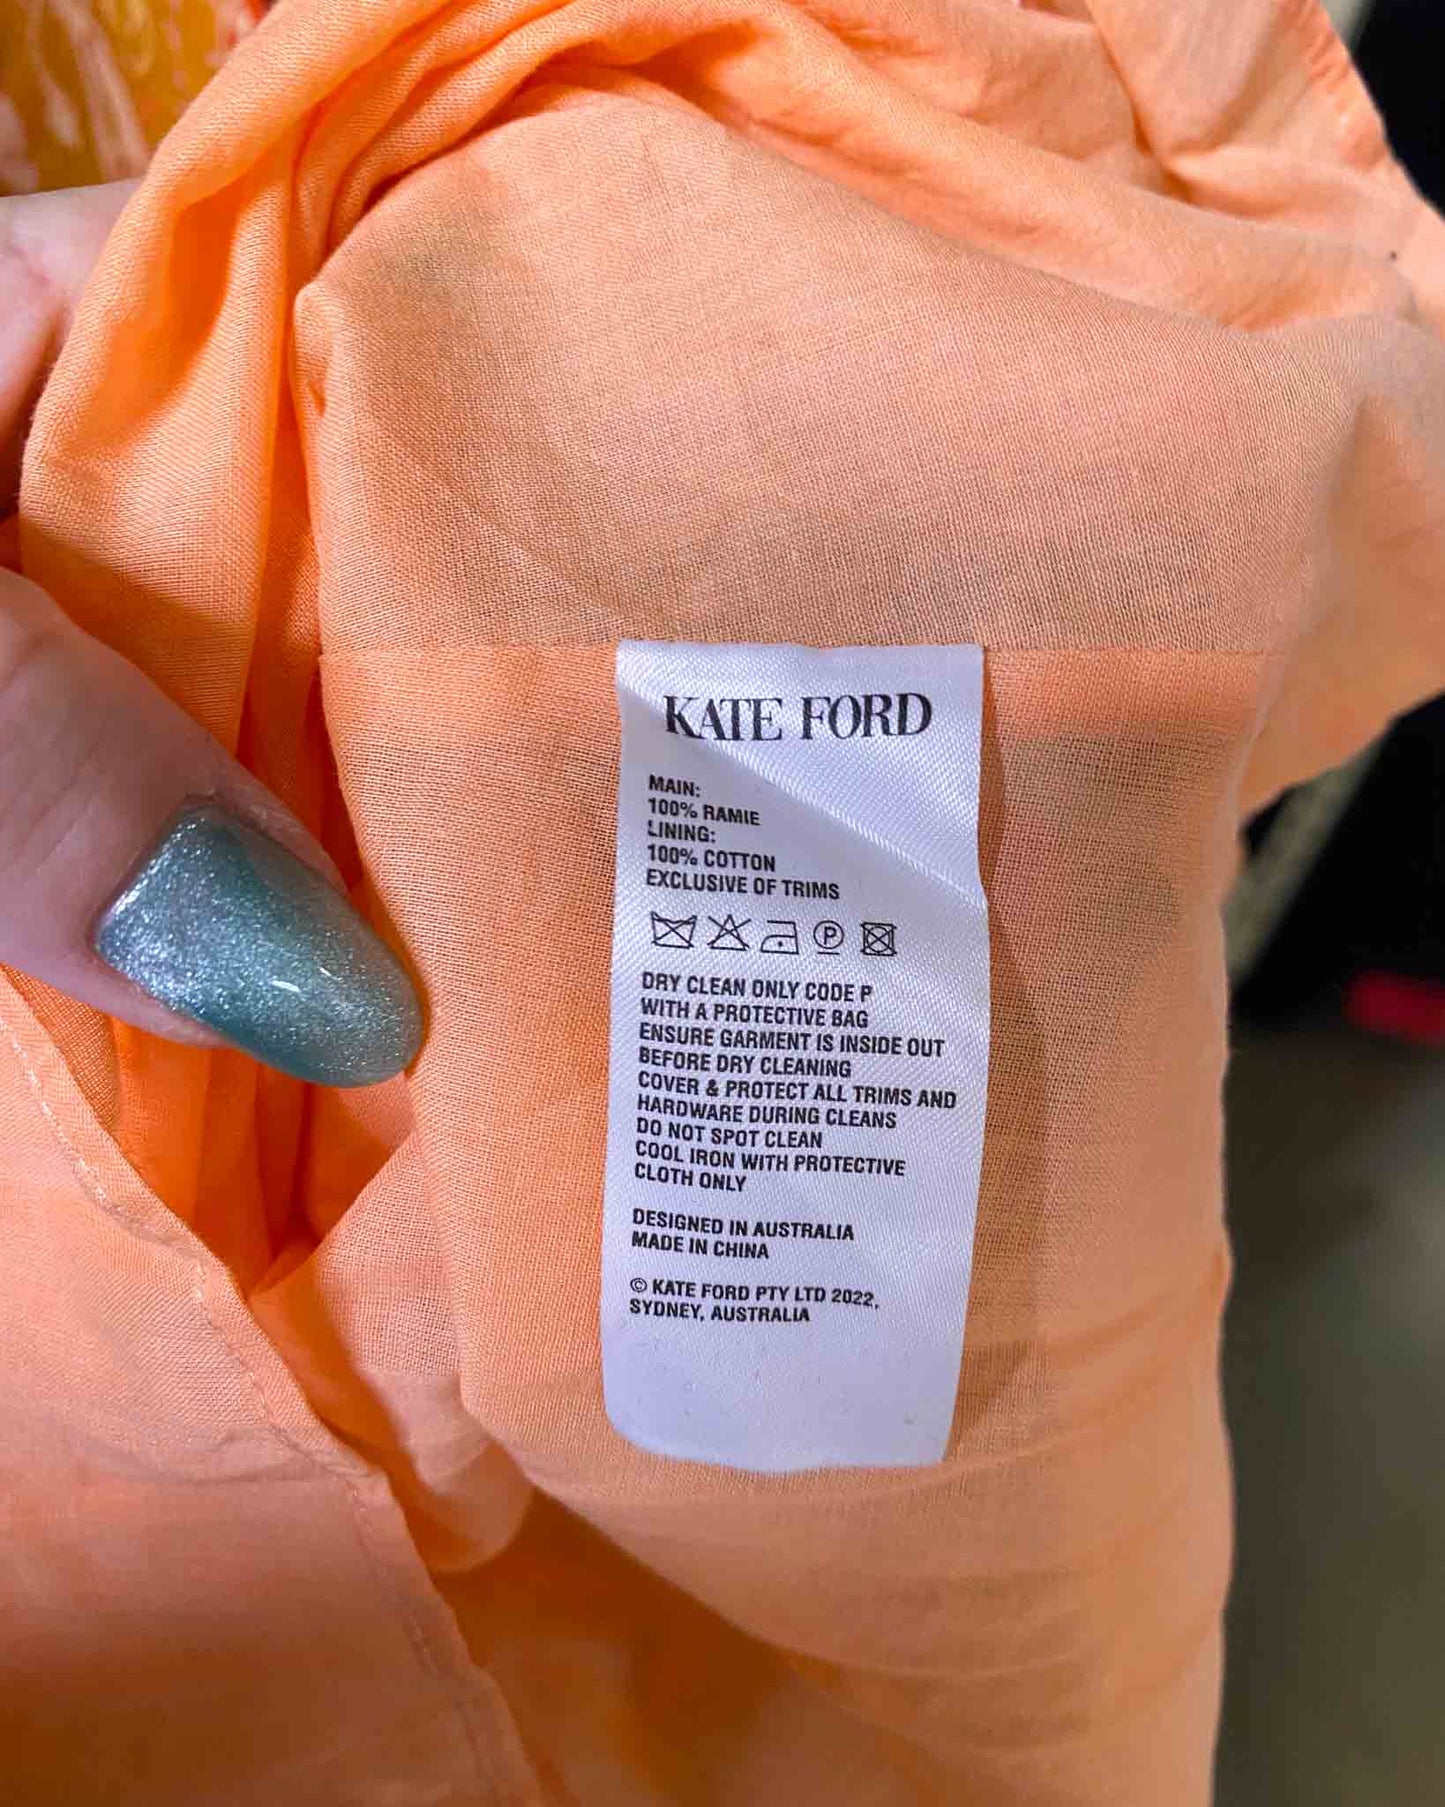 KATE FORD
MAIN:
100% RAMIE
LINING:
100% COTTON
EXCLUSIVE OF TRIMS
P
DRY CLEAN ONLY CODE P
WITH A PROTECTIVE BAG
ENSURE GARMENT IS INSIDE OUT
BEFORE DRY CLEANING
COVER & PROTECT ALL TRIMS AND
HARDWARE DURING CLEANS
DO NOT SPOT CLEAN
COOL IRON WITH PROTECTIVE
CLOTH ONLY
DESIGNED IN AUSTRALIA
MADE IN CHINA
© KATE FORD PTY LTD 2022,
SYDNEY, AUSTRALIA